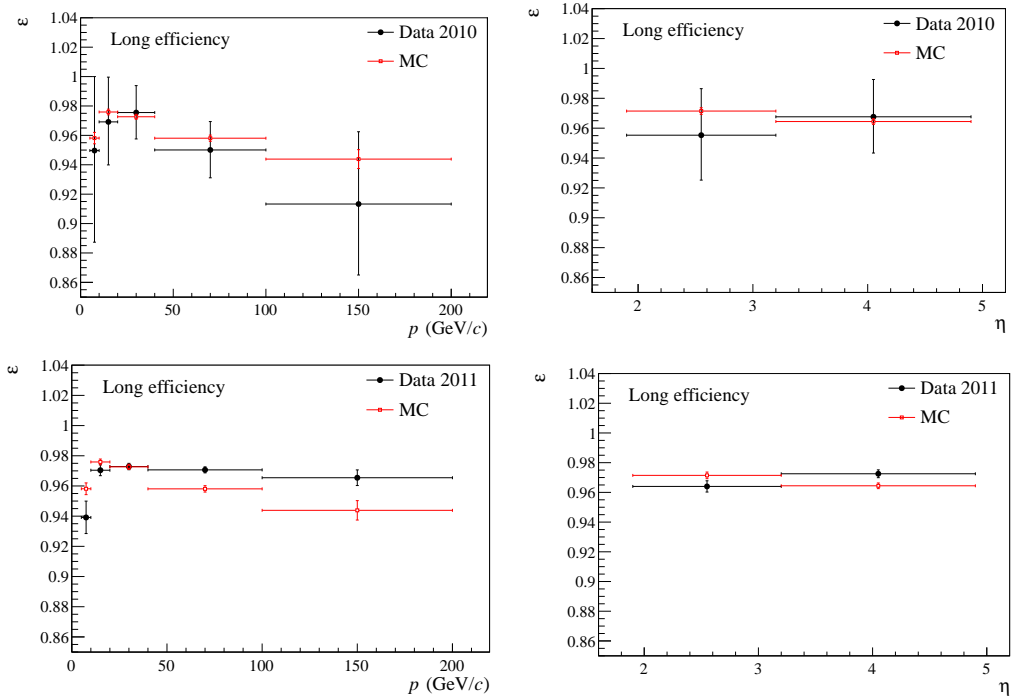 ε
1.04
1.02
1
0.98
0.96
0.94
0.92
0.9
0.88
0.86
Long efficiency
Data 2010
MC
0 50 100 150 200
p (GeV/c)
ε
1.04
1.02
1
0.98
0.96
0.94
0.92
0.9
0.88
0.86
Long efficiency
Data 2010
MC
2 3 4 5
η
ε
1.04
1.02
1
0.98
0.96
0.94
0.92
0.9
0.88
0.86
Long efficiency
Data 2011
MC
0 50 100 150 200
p (GeV/c)
ε
1.04
1.02
1
0.98
0.96
0.94
0.92
0.9
0.88
0.86
Long efficiency
Data 2011
MC
2 3 4 5
η